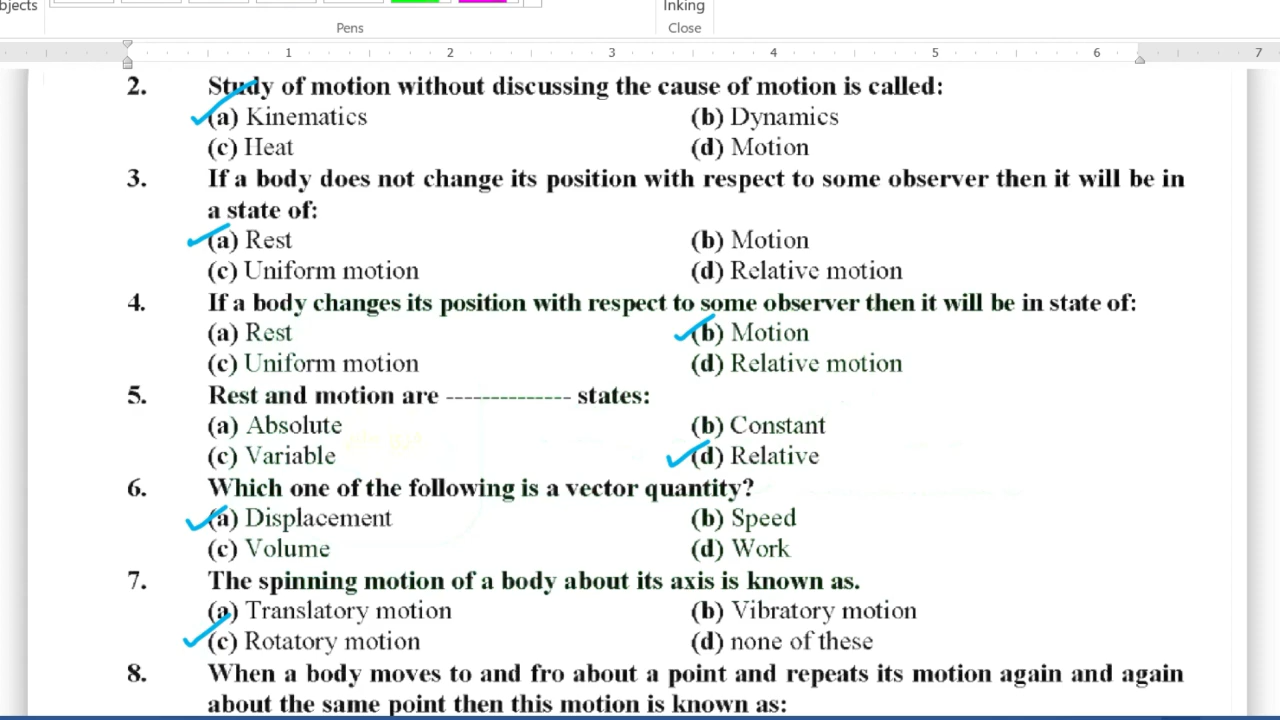 bjects
Pens
Inking
Close
1 2 3 4 5 6 7
2. Study of motion without discussing the cause of motion is called:
(a) Kinematics (b) Dynamics
(c) Heat (d) Motion
3. If a body does not change its position with respect to some observer then it will be in
a state of:
(a) Rest (b) Motion
(c) Uniform motion (d) Relative motion
4. If a body changes its position with respect to some observer then it will be in state of:
(a) Rest (b) Motion
(c) Uniform motion (d) Relative motion
5. Rest and motion are -------------- states:
(a) Absolute (b) Constant
(c) Variable (d) Relative
6. Which one of the following is a vector quantity?
(a) Displacement (b) Speed
(c) Volume (d) Work
7. The spinning motion of a body about its axis is known as.
(a) Translatory motion (b) Vibratory motion
(c) Rotatory motion (d) none of these
8. When a body moves to and fro about a point and repeats its motion again and again
about the same point then this motion is known as: